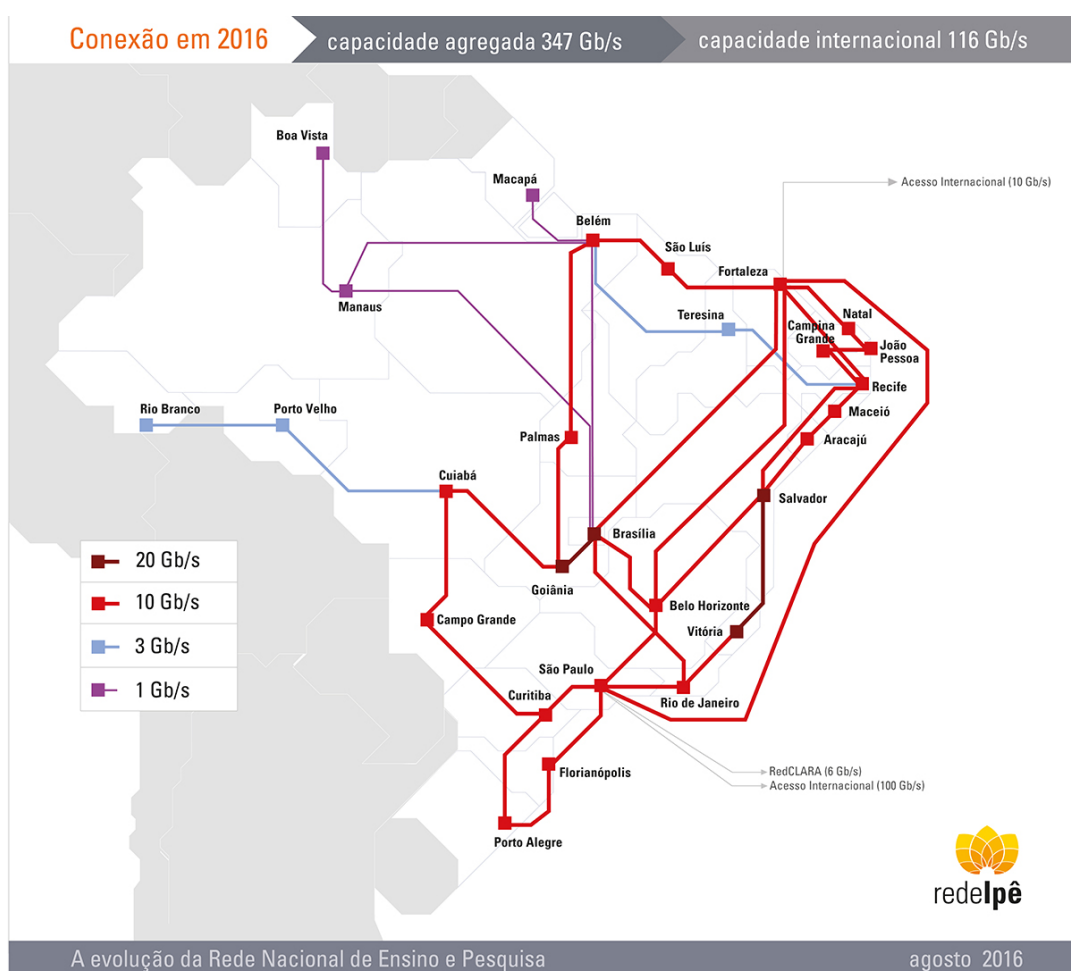 Conexão em 2016
capacidade agregada 347 Gb/s
capacidade internacional 116 Gb/s
Boa Vista
Macapá
Acesso Internacional (10 Gb/s)
Belém
São Luís
Fortaleza
Manaus
Teresina
Natal
Campina
Grande
João
Pessoa
Recife
Rio Branco
Porto Velho
Maceió
Palmas
Aracajú
Cuiabá
Salvador
Brasília
20 Gb/s
Goiânia
10 Gb/s
Belo Horizonte
Campo Grande
Vitória
3 Gb/s
São Paulo
1 Gb/s
Curitiba
Rio de Janeiro
Florianópolis
RedCLARA (6 Gb/s)
Acesso Internacional (100 Gb/s)
Porto Alegre
redeIpê
A evolução da Rede Nacional de Ensino e Pesquisa
agosto 2016